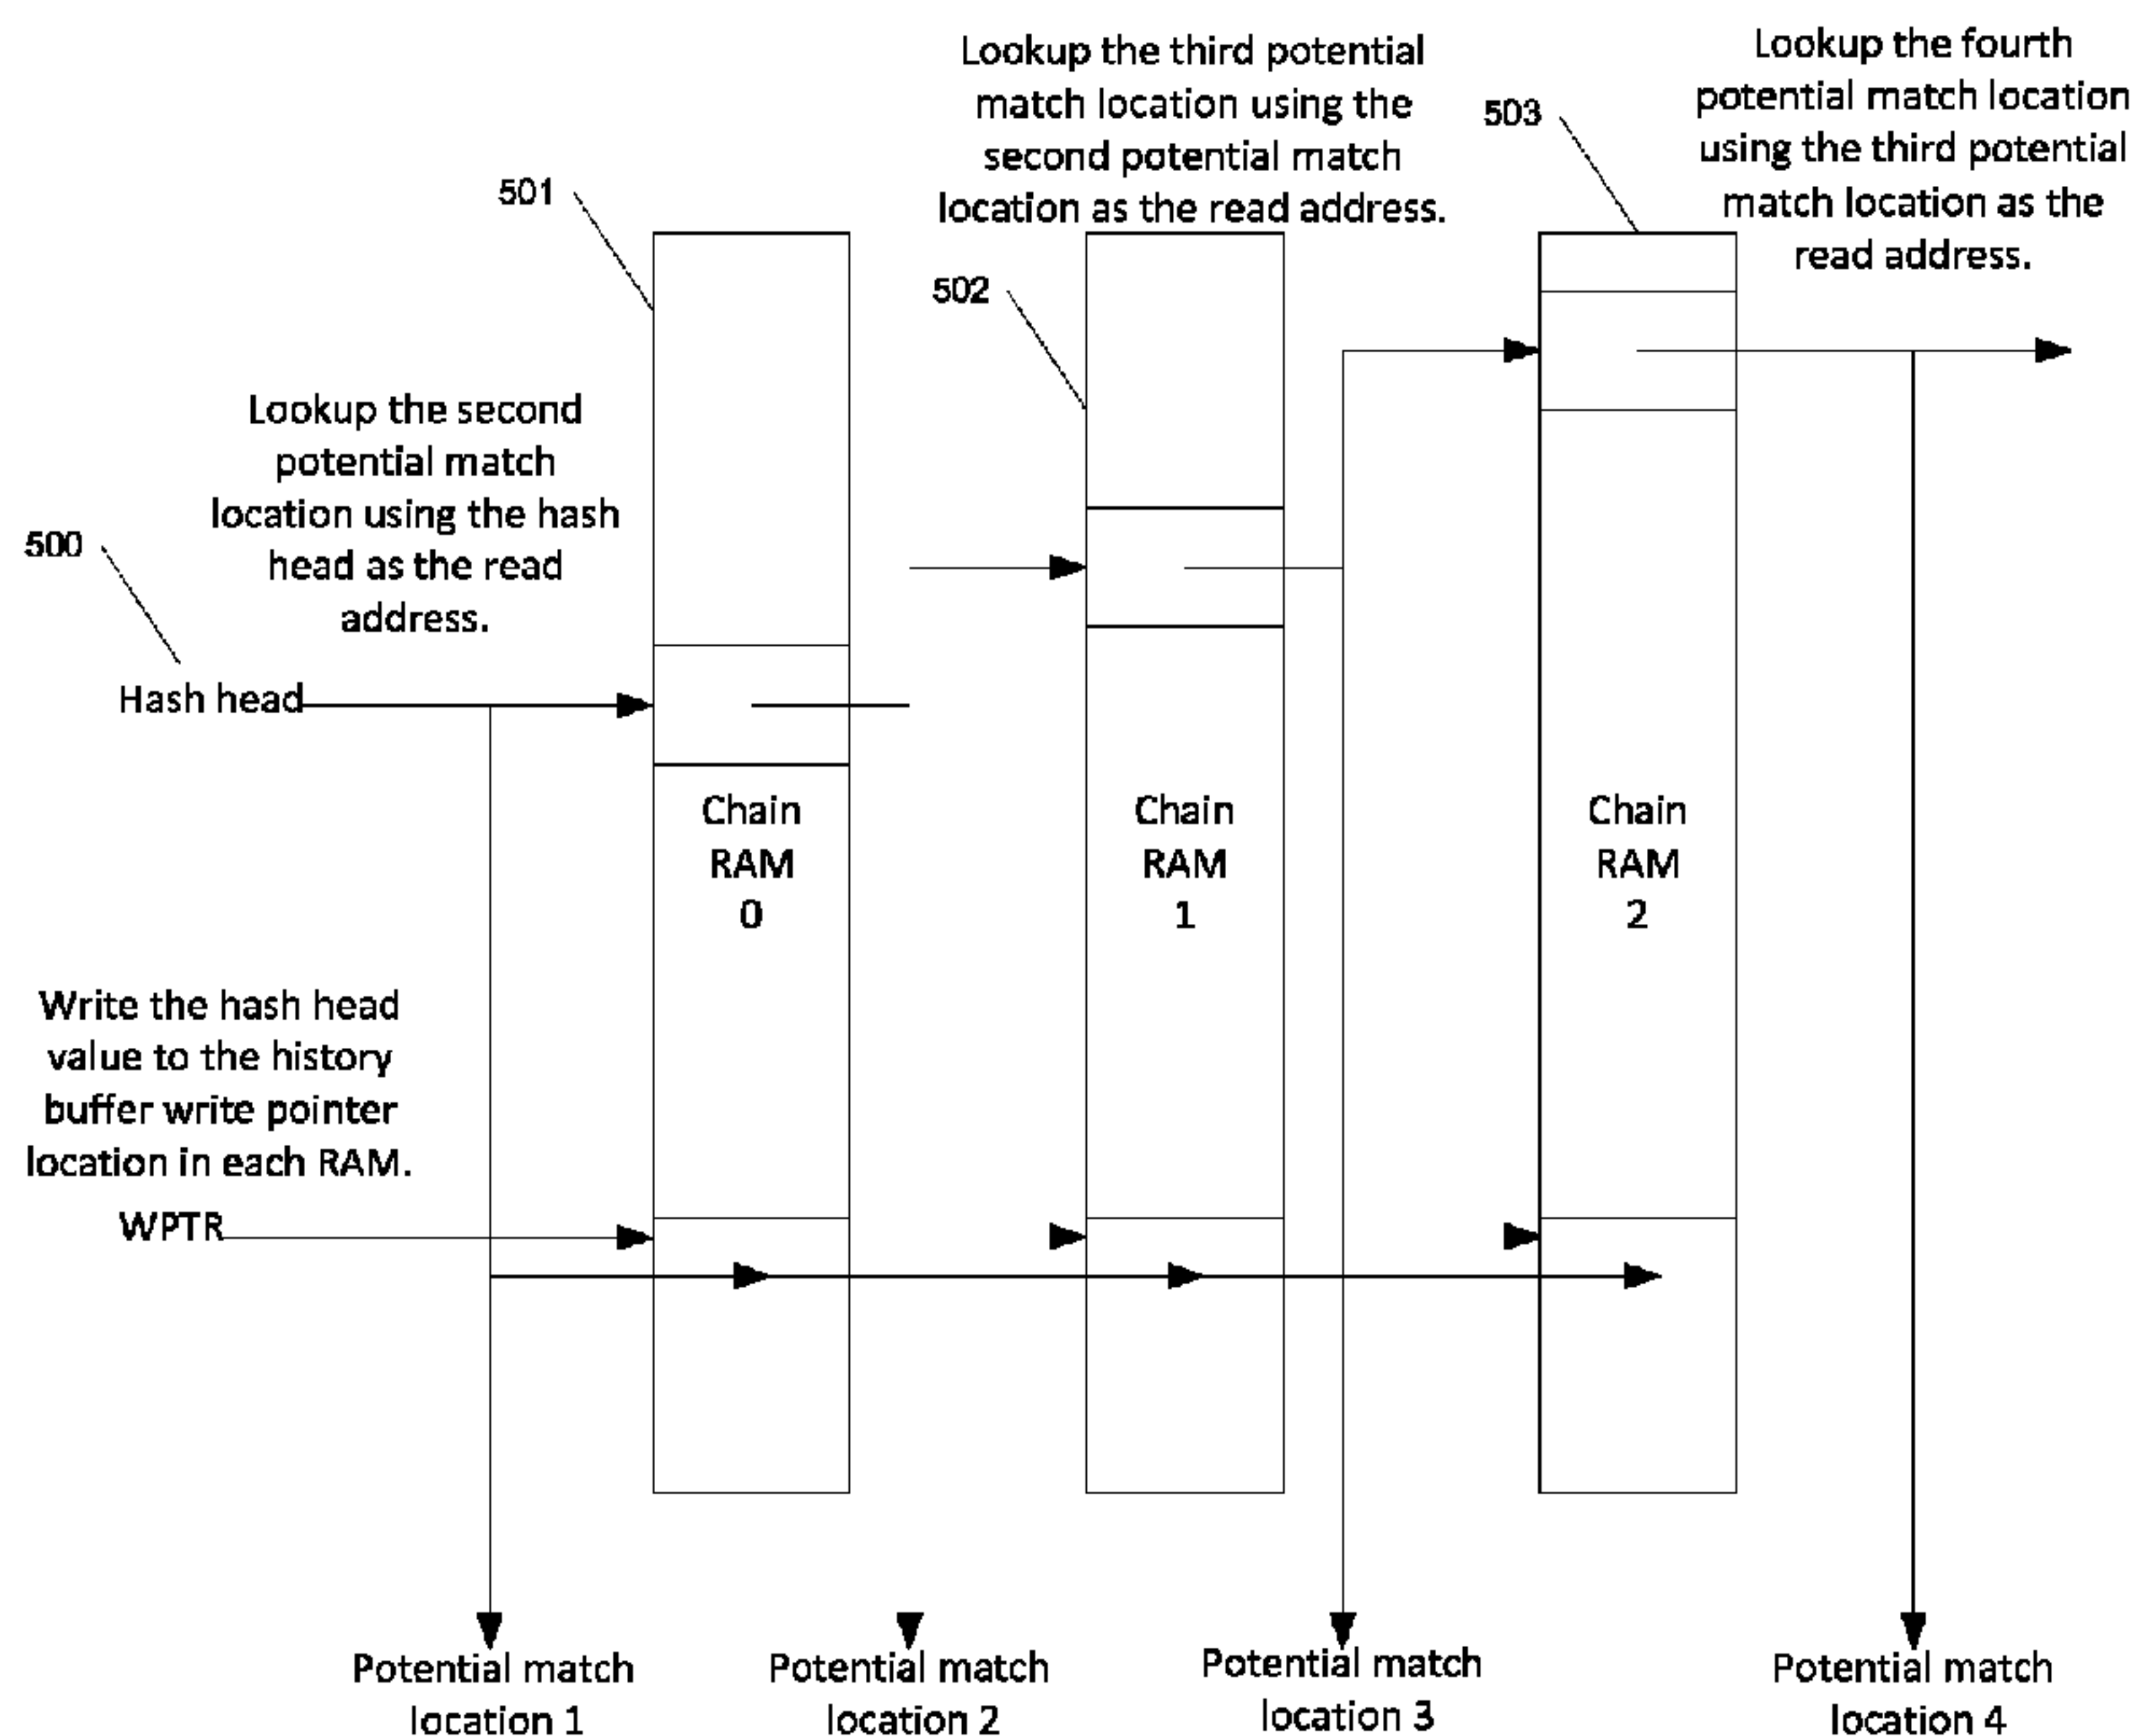 Lookup the third potential
match location using the
second potential match
location as the read address.
Lookup the fourth
potential match location
using the third potential
match location as the
read address.
503
501
502
Lookup the second
potential match
location using the hash
head as the read
address.
500
Hash head
Chain
RAM
0
Chain
RAM
1
Chain
RAM
2
Write the hash head
value to the history
buffer write pointer
location in each RAM.
WPTR
Potential match
location 1
Potential match
location 2
Potential match
location 3
Potential match
location 4